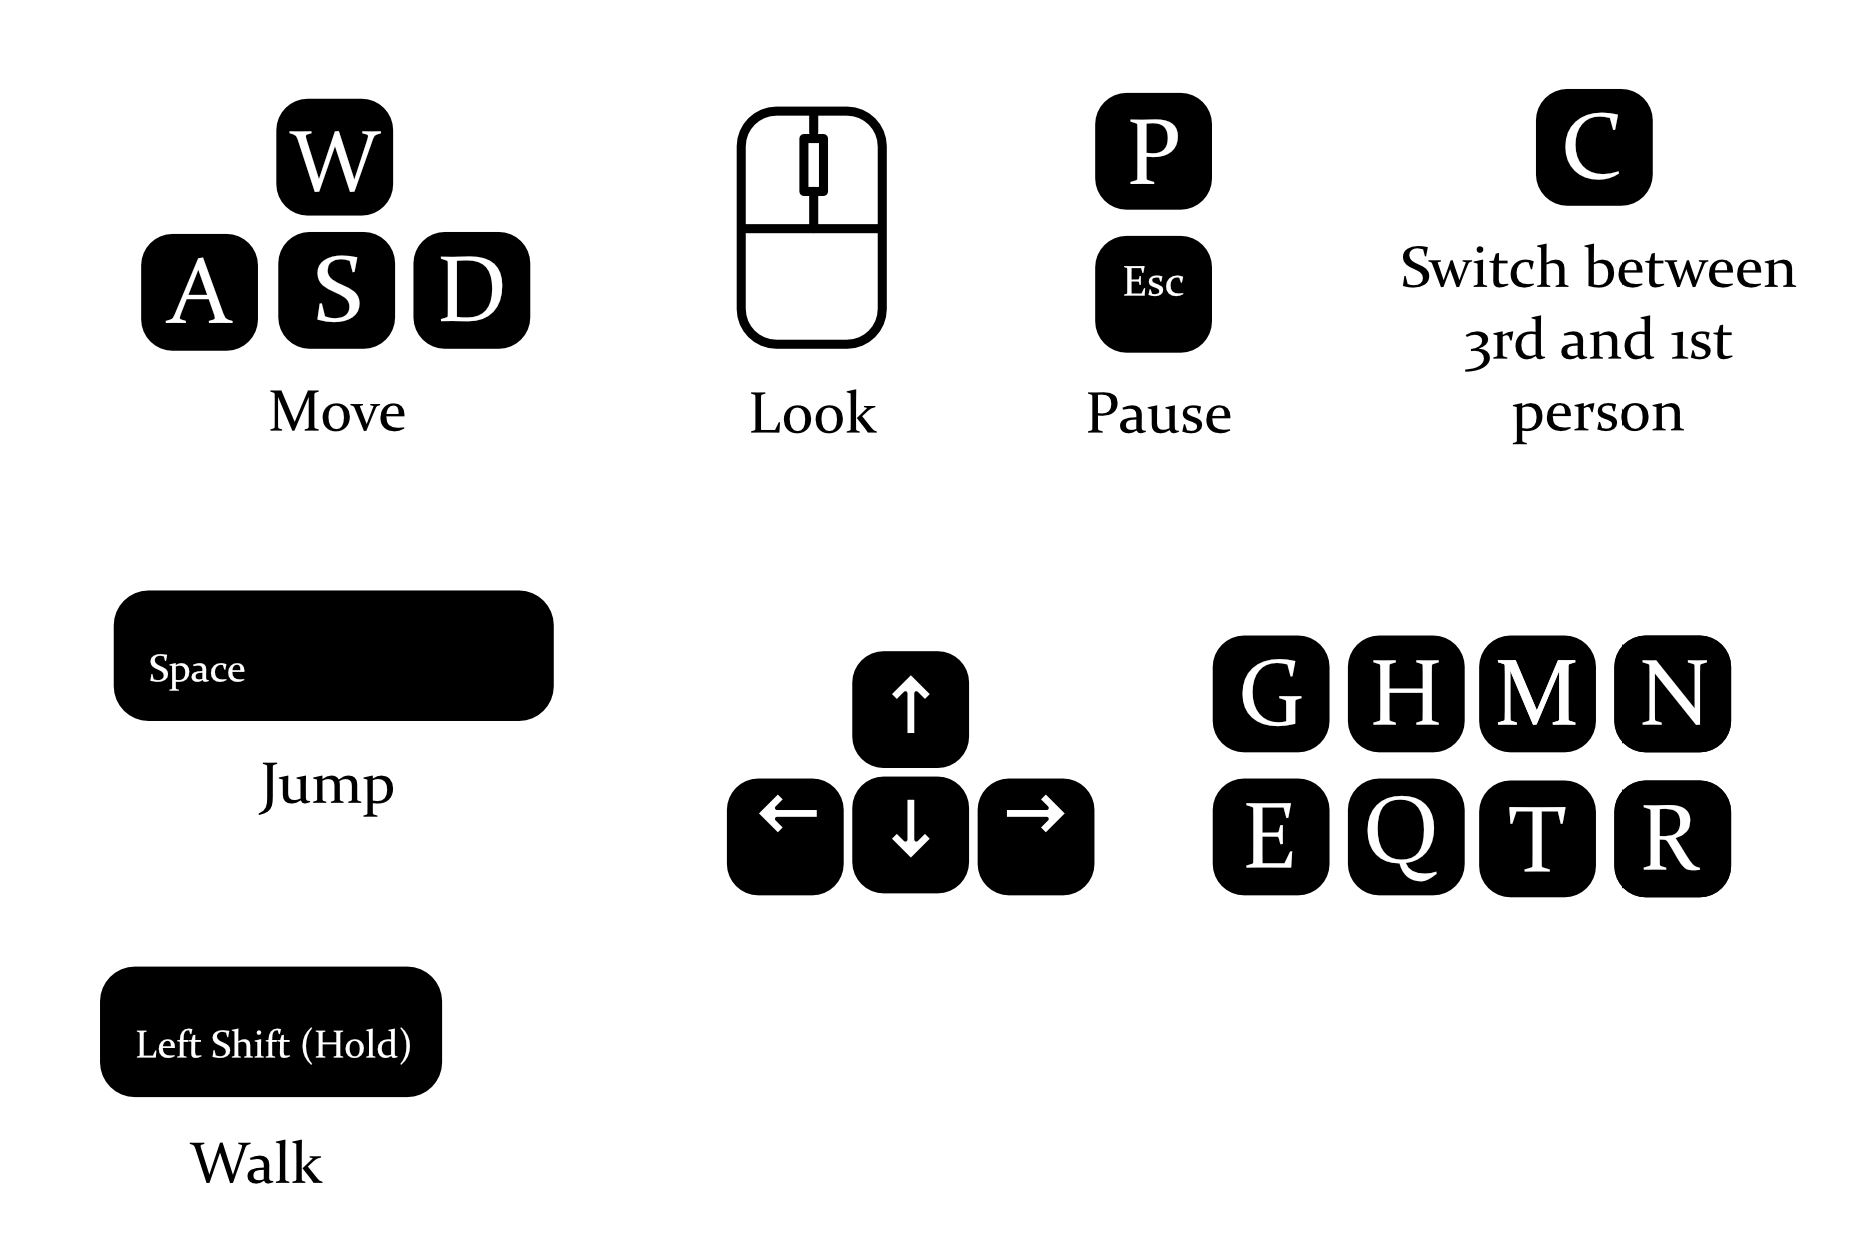 W
A S D
Move
Look
P
Esc
Pause
C
Switch between
3rd and 1st
person
Space
Jump
↑
← ↓ →
G H M N
E Q T R
Left Shift (Hold)
Walk